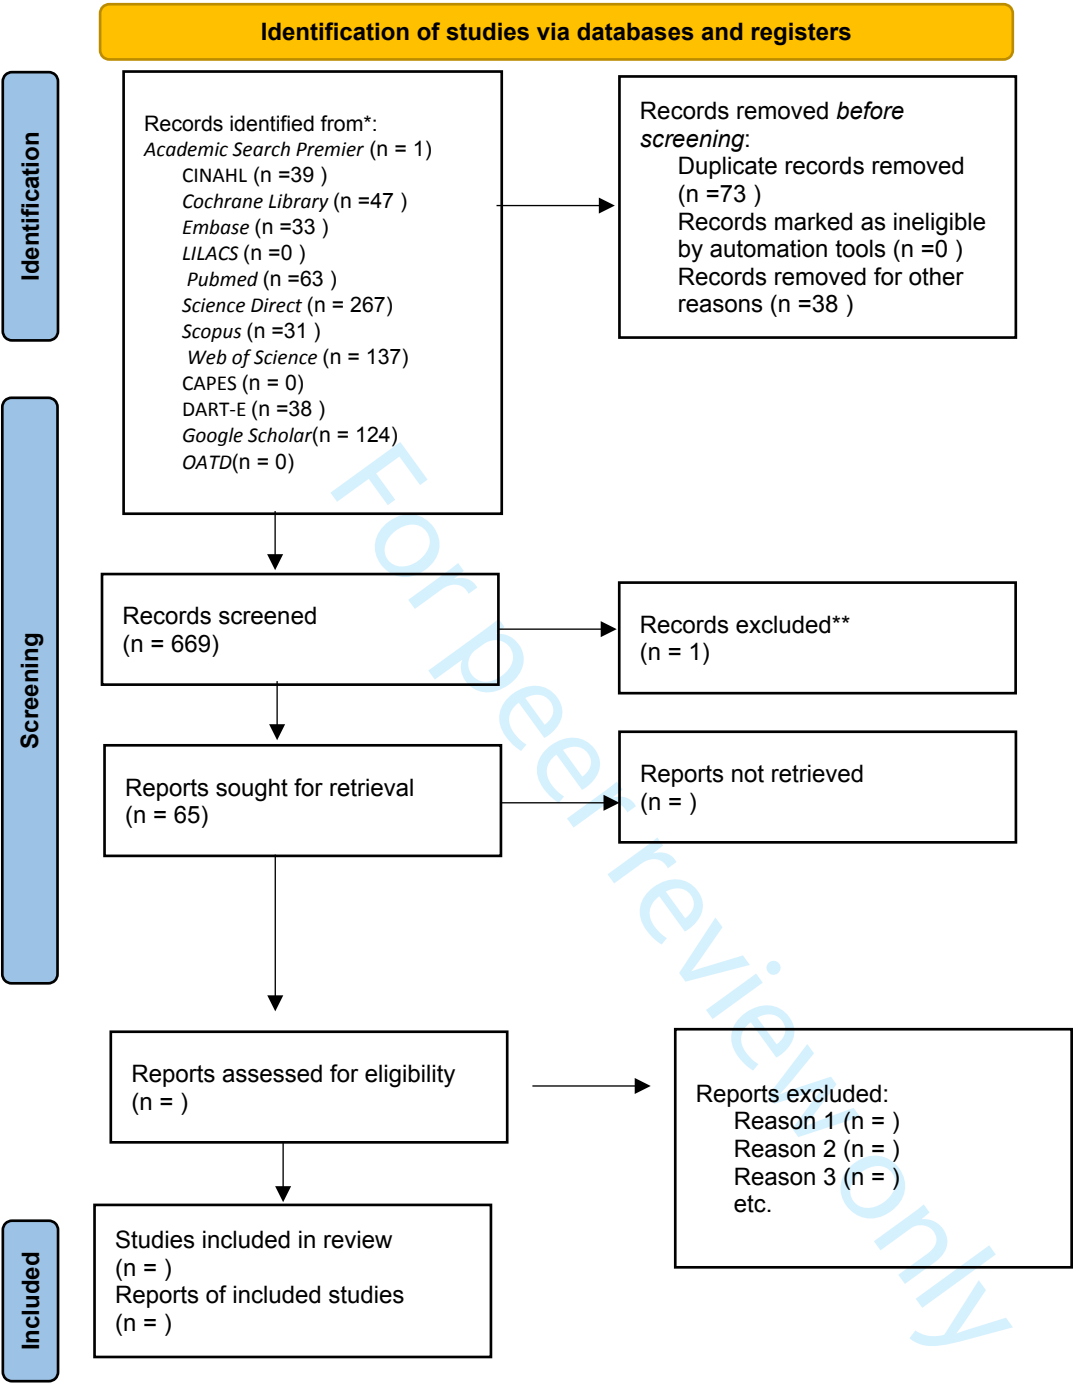 Identification of studies via databases and registers
Identification
Records identified from*:
Academic Search Premier (n = 1)
CINAHL (n =39 )
Cochrane Library (n =47 )
Embase (n =33 )
LILACS (n =0 )
Pubmed (n =63 )
Science Direct (n = 267)
Scopus (n =31 )
Web of Science (n = 137)
CAPES (n = 0)
DART-E (n =38 )
Google Scholar(n = 124)
OATD(n = 0)
Records removed before
screening:
Duplicate records removed
(n =73 )
Records marked as ineligible
by automation tools (n =0 )
Records removed for other
reasons (n =38 )
Screening
Records screened
(n = 669)
Records excluded**
(n = 1)
Reports sought for retrieval
(n = 65)
Reports not retrieved
(n = )
Reports assessed for eligibility
(n = )
Reports excluded:
Reason 1 (n = )
Reason 2 (n = )
Reason 3 (n = )
etc.
Included
Studies included in review
(n = )
Reports of included studies
(n = )
For peer review only